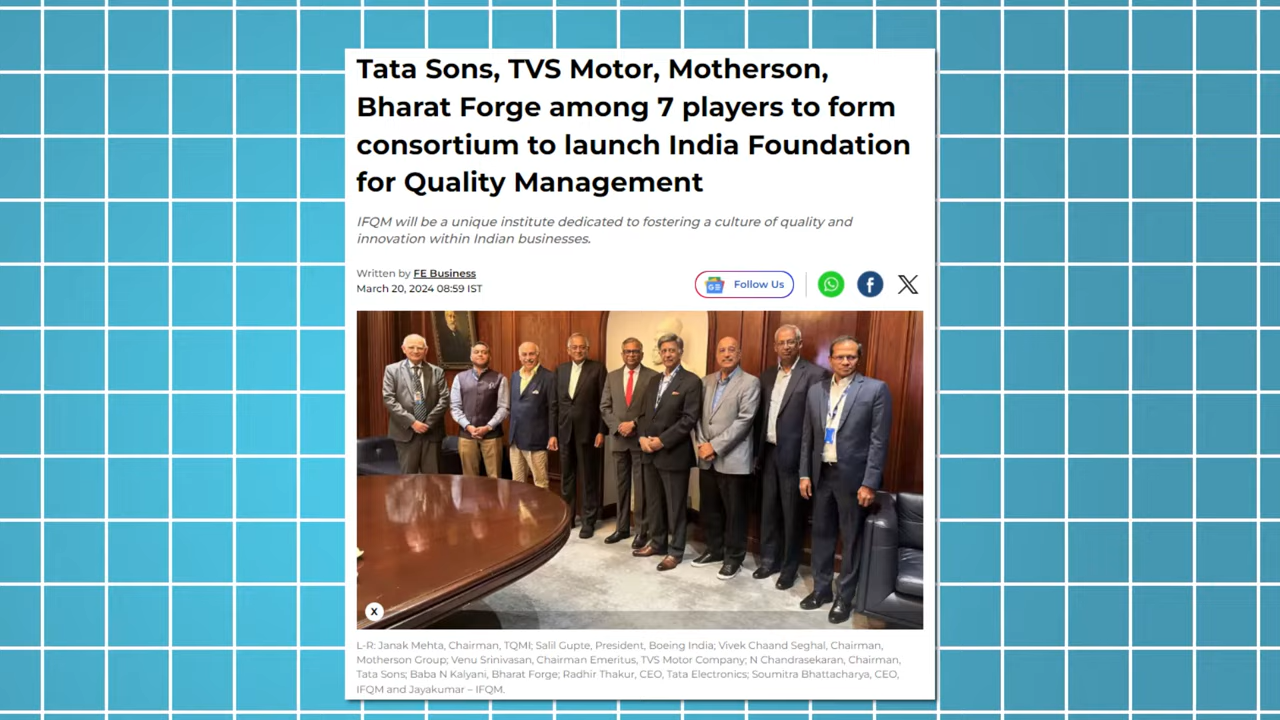 Tata Sons, TVS Motor, Motherson,
Bharat Forge among 7 players to form
consortium to launch India Foundation
for Quality Management
IFQM will be a unique institute dedicated to fostering a culture of quality and
innovation within Indian businesses.
Written by FE Business
March 20, 2024 08:59 IST
GE Follow Us
X
L-R: Janak Mehta, Chairman, TQMI; Salil Gupte, President, Boeing India; Vivek Chaand Seghal, Chairman,
Motherson Group; Venu Srinivasan, Chairman Emeritus, TVS Motor Company; N Chandrasekaran, Chairman,
Tata Sons; Baba N Kalyani, Bharat Forge; Radhir Thakur, CEO, Tata Electronics; Soumitra Bhattacharya, CEO,
IFQM and Jayakumar – IFQM.